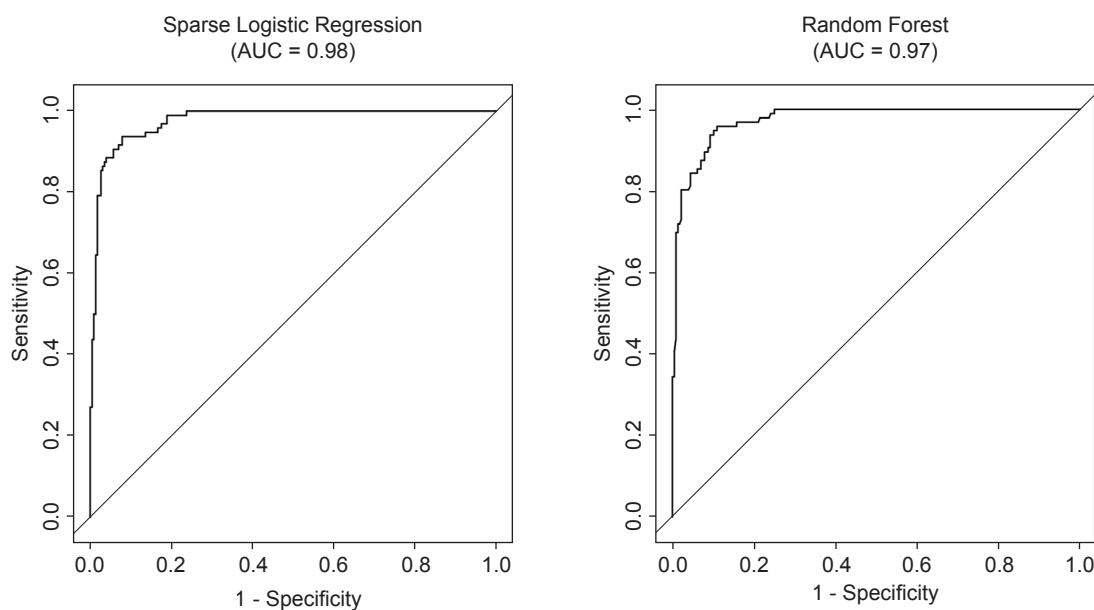 Sparse Logistic Regression
(AUC = 0.98)
Sensitivity
0.0 0.2 0.4 0.6 0.8 1.0
0.0 0.2 0.4 0.6 0.8 1.0
1 - Specificity
Random Forest
(AUC = 0.97)
Sensitivity
0.0 0.2 0.4 0.6 0.8 1.0
0.0 0.2 0.4 0.6 0.8 1.0
1 - Specificity